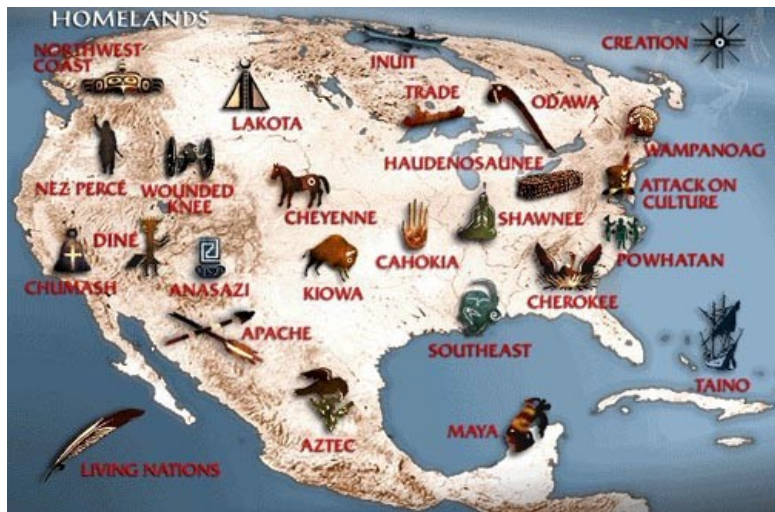 HOMELANDS
CREATION
NORTHWEST
COAST
INUIT
TRADE
ODAWA
LAKOTA
WAMPANOAG
HAUDENOSAUNEE
NEZ PERCÉ
WOUNDED
KNEE
CHEYENNE
SHAWNEE
ATTACK ON
CULTURE
DINÉ
CAHOKIA
POWHATAN
CHUMASH
ANASAZI
KIOWA
CHEROKEE
APACHE
SOUTHEAST
TAINO
AZTEC
MAYA
LIVING NATIONS